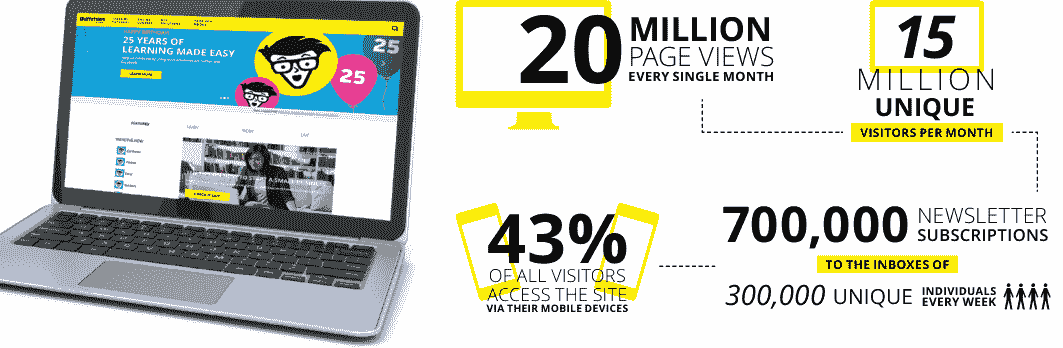 25 YEARS OF
LEARNING MADE EASY
25
25
20 MILLION
PAGE VIEWS
EVERY SINGLE MONTH
15
MILLION
UNIQUE
VISITORS PER MONTH
43%
OF ALL VISITORS
ACCESS THE SITE
VIA THEIR MOBILE DEVICES
700,000 NEWSLETTER
SUBSCRIPTIONS
TO THE INBOXES OF
300,000 UNIQUE INDIVIDUALS
EVERY WEEK